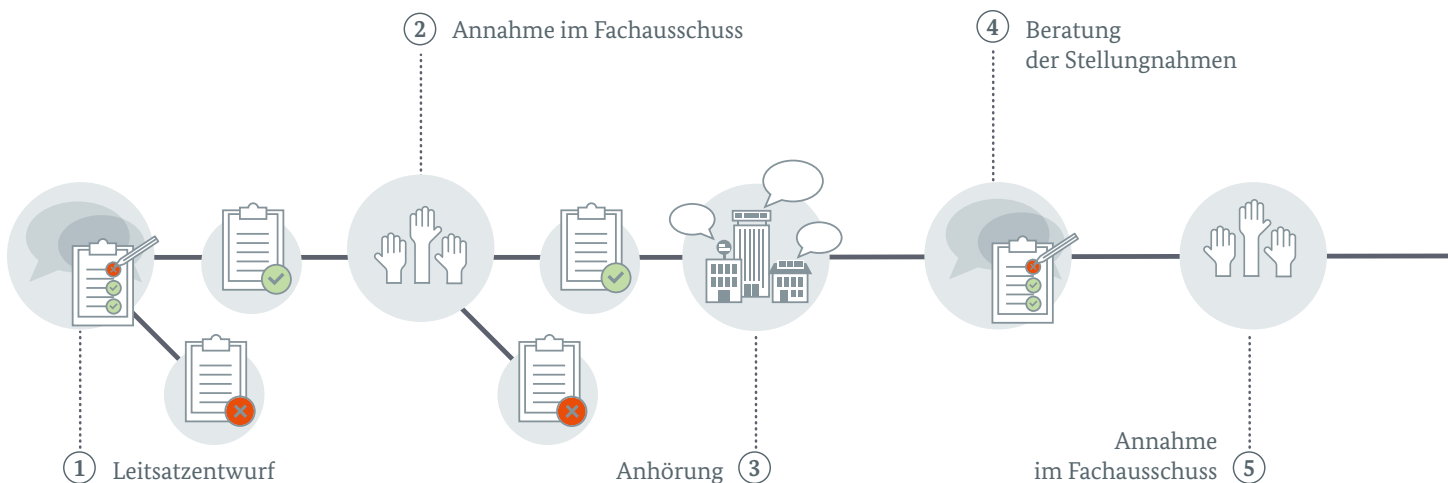 2 Annahme im Fachausschuss
4 Beratung
der Stellungnahmen
1 Leitsatzentwurf
Anhörung 3
Annahme
im Fachausschuss 5